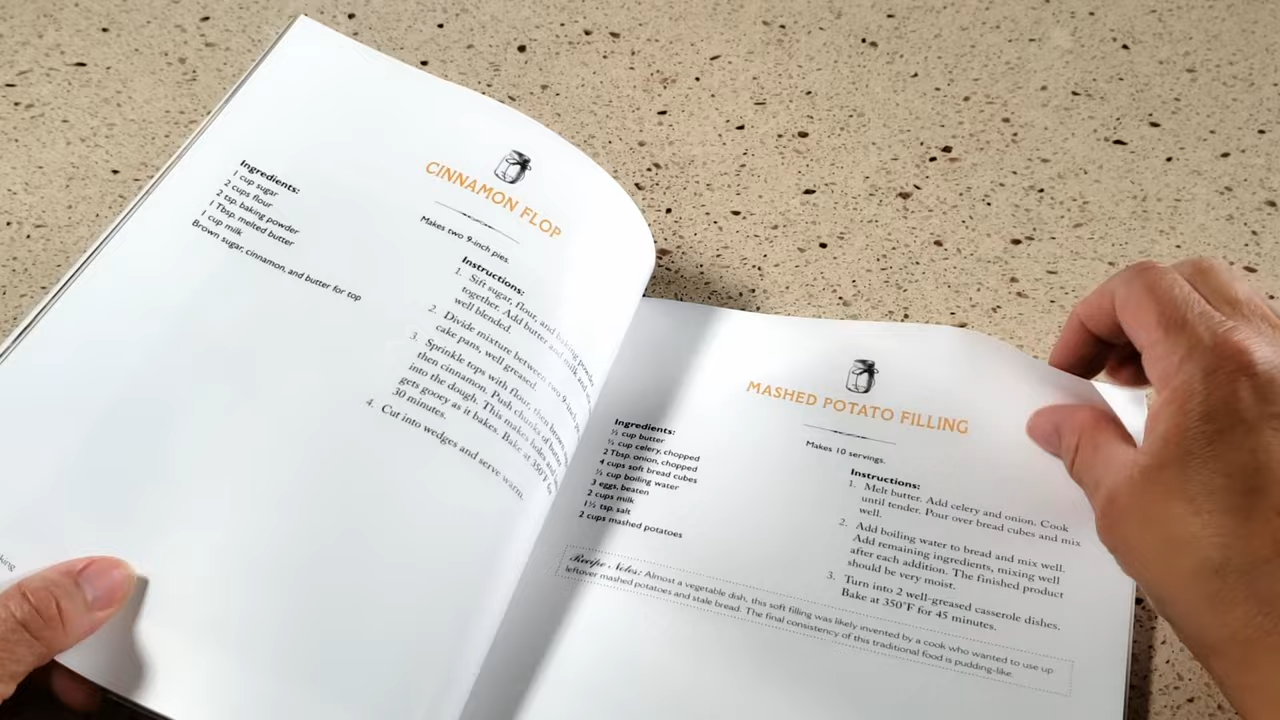 CINNAMON FLOP
Makes two 9-inch pies.
Ingredients:
1 cup sugar
2 cups flour
2 tsp. baking powder
1 Tbsp. melted butter
1 cup milk
Brown sugar, cinnamon, and butter for top
Instructions:
1. Sift sugar, flour, and baking powder
together. Add butter and milk and
well blended.
2. Divide mixture between two 9-inch
cake pans, well greased.
3. Sprinkle tops with flour, then brown
then cinnamon. Push chunks of butter
into the dough. This makes holes and
gets gooey as it bakes. Bake at 350°F for
30 minutes.
4. Cut into wedges and serve warm.
MASHED POTATO FILLING
Makes 10 servings.
Ingredients:
½ cup butter
½ cup celery, chopped
2 Tbsp. onion, chopped
4 cups soft bread cubes
½ cup boiling water
3 eggs, beaten
2 cups milk
1½ tsp. salt
2 cups mashed potatoes
Instructions:
1. Melt butter. Add celery and onion. Cook
until tender. Pour over bread cubes and mix
well.
2. Add boiling water to bread and mix well.
Add remaining ingredients, mixing well
after each addition. The finished product
should be very moist.
3. Turn into 2 well-greased casserole dishes.
Bake at 350°F for 45 minutes.
Recipe Notes: Almost a vegetable dish, this soft filling was likely invented by a cook who wanted to use up
leftover mashed potatoes and stale bread. The final consistency of this traditional food is pudding-like.